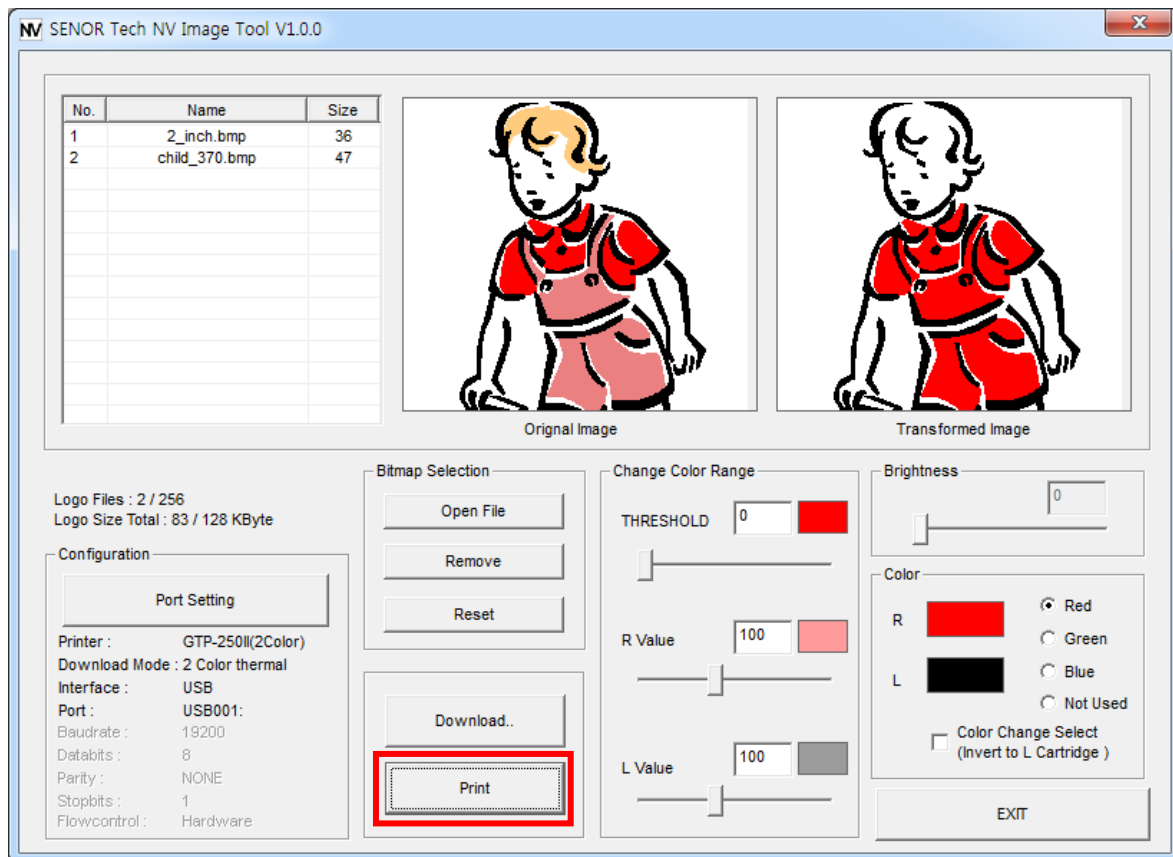 NV SENOR Tech NV Image Tool V1.0.0
No. Name Size
1 2_inch.bmp 36
2 child_370.bmp 47
Orignal Image
Transformed Image
Logo Files : 2 / 256
Logo Size Total : 83 / 128 KByte
Configuration
Port Setting
Printer : GTP-250II(2Color)
Download Mode : 2 Color thermal
Interface : USB
Port : USB001:
Baudrate : 19200
Databits : 8
Parity : NONE
Stopbits : 1
Flowcontrol : Hardware
Bitmap Selection
Open File
Remove
Reset
Download..
Print
Change Color Range
THRESHOLD 0
R Value 100
L Value 100
Brightness
0
Color
R
L
Red
Green
Blue
Not Used
Color Change Select
(Invert to L Cartridge )
EXIT